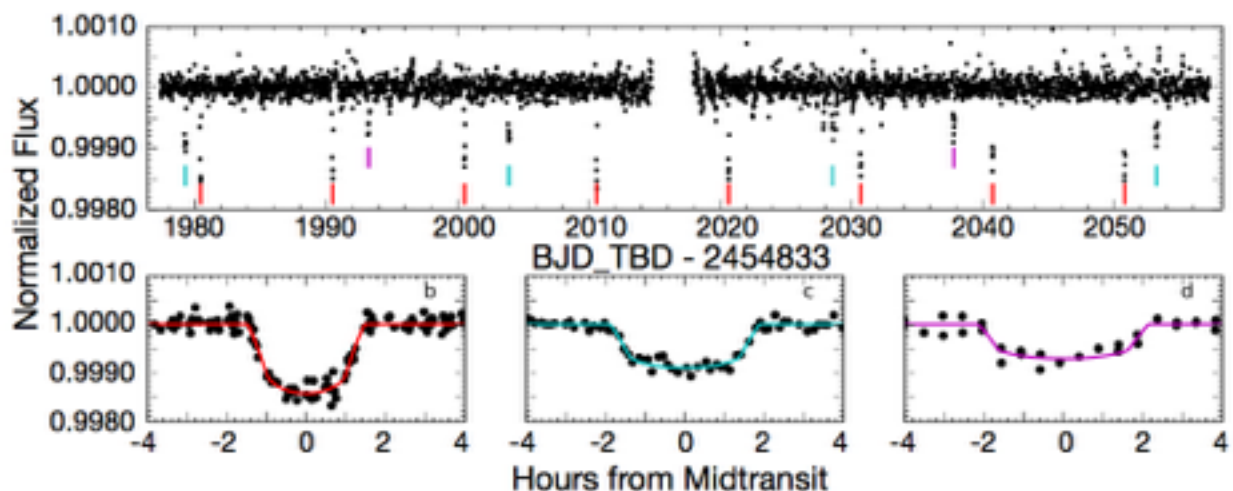 1.0010
1.0000
0.9990
0.9980
Normalized Flux
1980 1990 2000 2010 2020 2030 2040 2050
BJD_TBD - 2454833
1.0010
1.0000
0.9990
0.9980
b
c
d
-4 -2 0 2 4
-4 -2 0 2 4
-4 -2 0 2 4
Hours from Midtransit